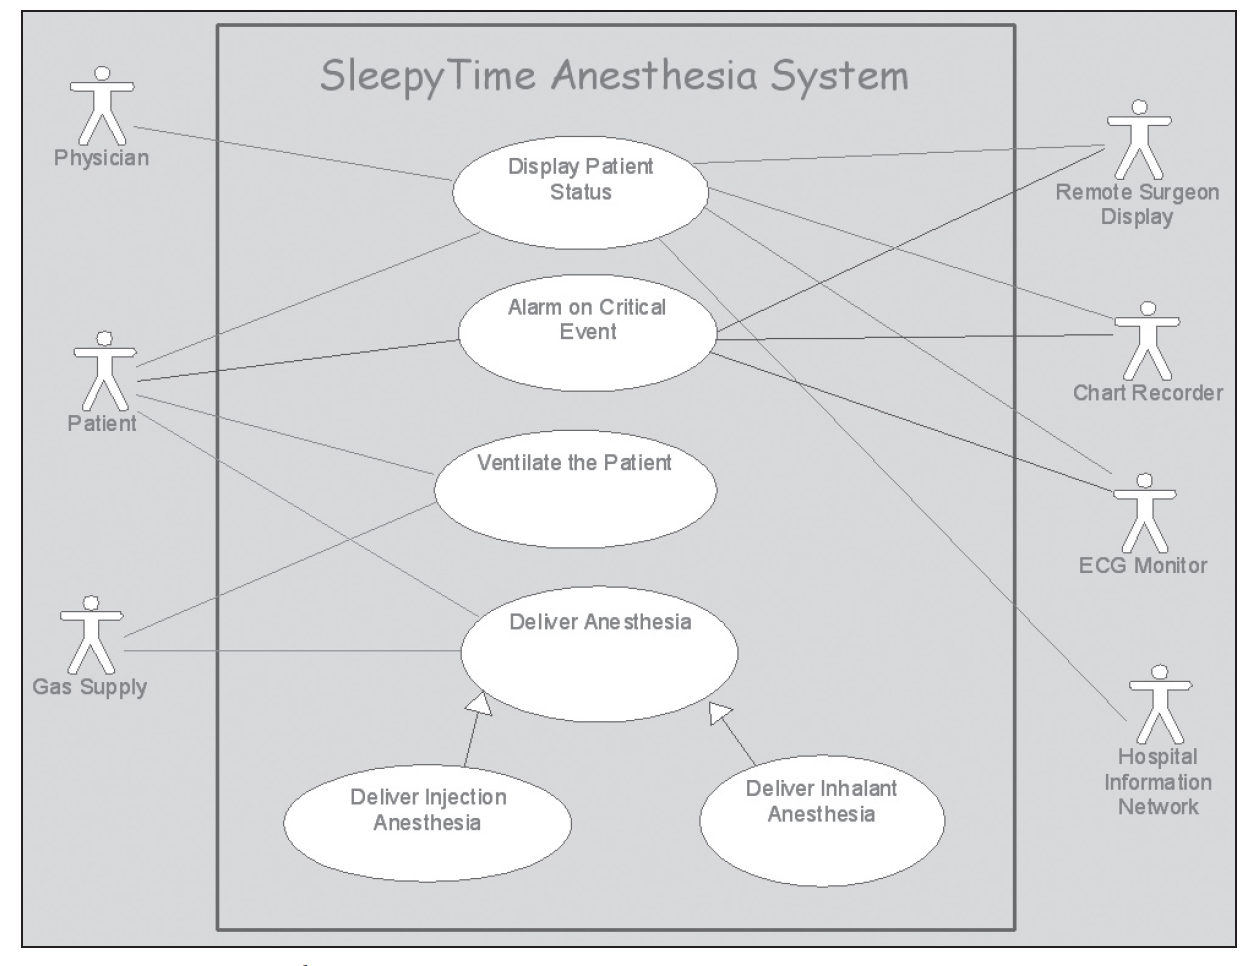 SleepyTime Anesthesia System
Physician
Display Patient
Status
Remote Surgeon
Display
Alarm on Critical
Event
Patient
Chart Recorder
Ventilate the Patient
ECG Monitor
Deliver Anesthesia
Gas Supply
Hospital
Information
Network
Deliver Injection
Anesthesia
Deliver Inhalant
Anesthesia